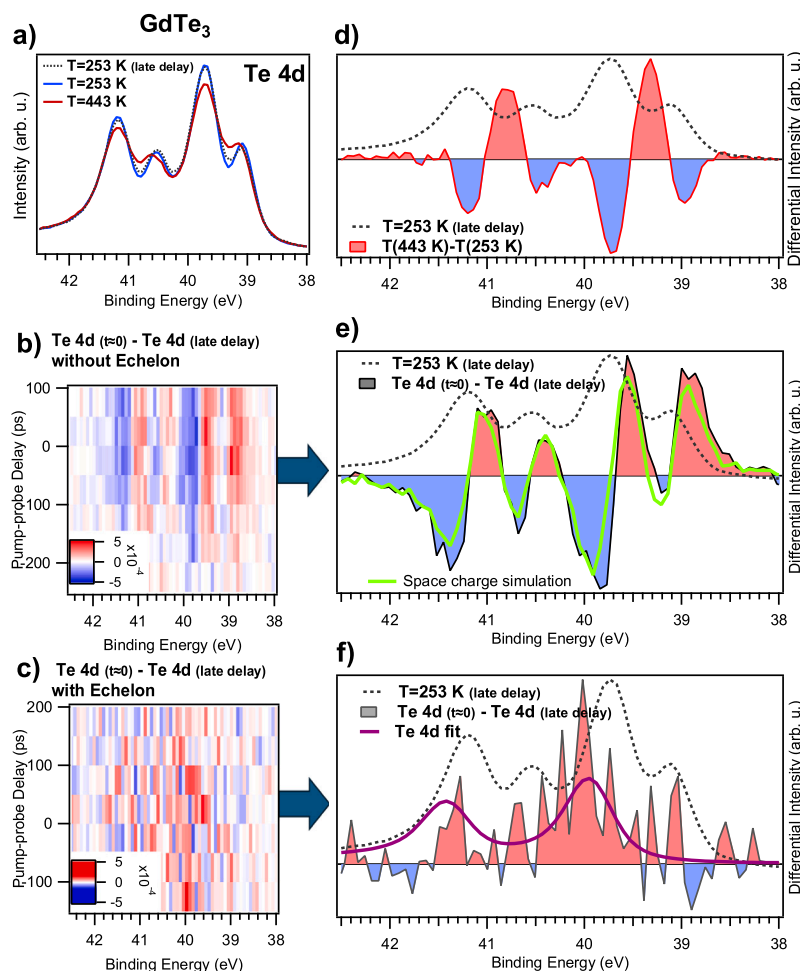 GdTe3
a)
T=253 K (late delay)
T=253 K
T=443 K
Te 4d
Intensity (arb. u.)
42 41 40 39 38
Binding Energy (eV)
b) Te 4d (t≈0) - Te 4d (late delay)
without Echelon
Pump-probe Delay (ps)
100
0
-100
-200
5
0
-5
x10-4
42 41 40 39 38
Binding Energy (eV)
c) Te 4d (t≈0) - Te 4d (late delay)
with Echelon
Pump-probe Delay (ps)
200
100
0
-100
5
0
-5
x10-4
42 41 40 39 38
Binding Energy (eV)
d)
T=253 K (late delay)
T(443 K)-T(253 K)
Differential Intensity (arb. u.)
42 41 40 39 38
Binding Energy (eV)
e)
T=253 K (late delay)
Te 4d (t≈0) - Te 4d (late delay)
Space charge simulation
Differential Intensity (arb. u.)
42 41 40 39 38
Binding Energy (eV)
f)
T=253 K (late delay)
Te 4d (t≈0) - Te 4d (late delay)
Te 4d fit
Differential Intensity (arb. u.)
42 41 40 39 38
Binding Energy (eV)